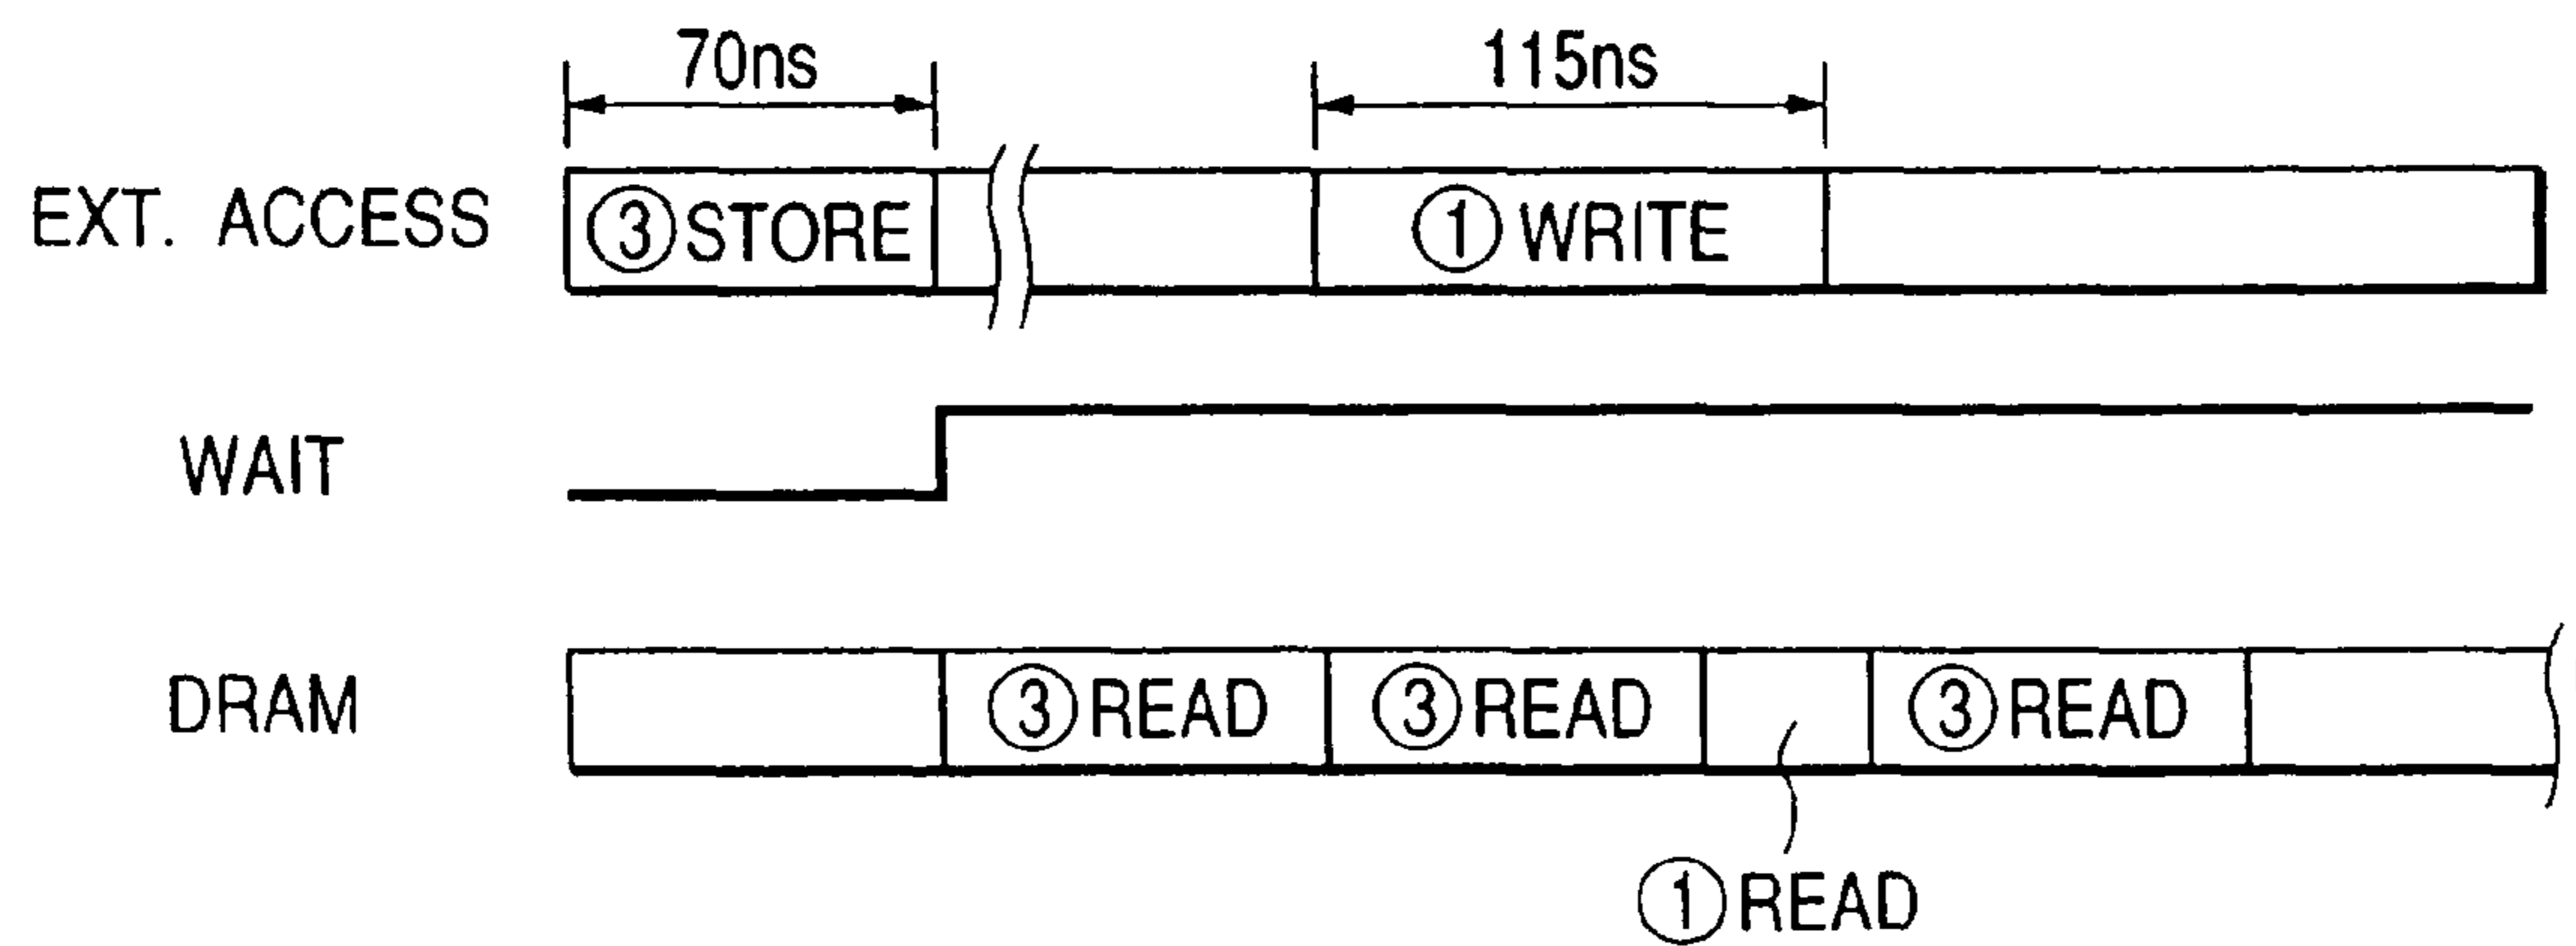 70ns 115ns
EXT. ACCESS ③STORE ①WRITE
WAIT
DRAM ③READ ③READ ③READ
①READ